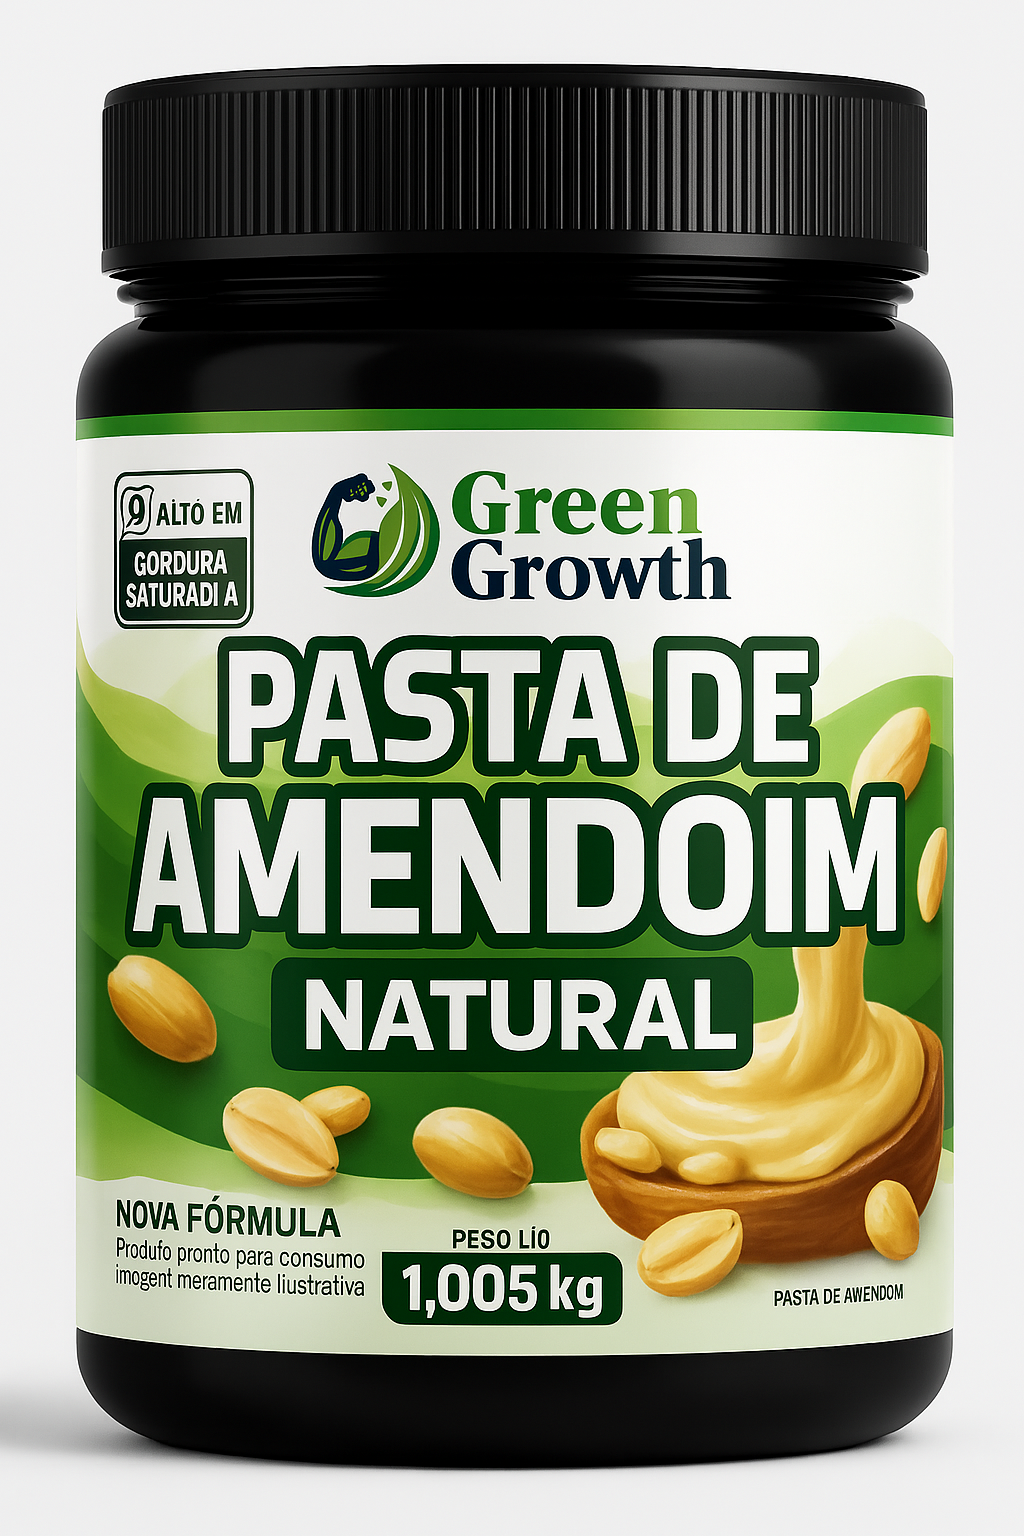 ALTO EM
GORDURA
SATURADI A
Green
Growth
PASTA DE
AMENDOIM
NATURAL
NOVA FÓRMULA
Produfo pronto para consumo
imogent meramente liustrativa
PESO LÍO
1,005 kg
PASTA DE AWENDOM